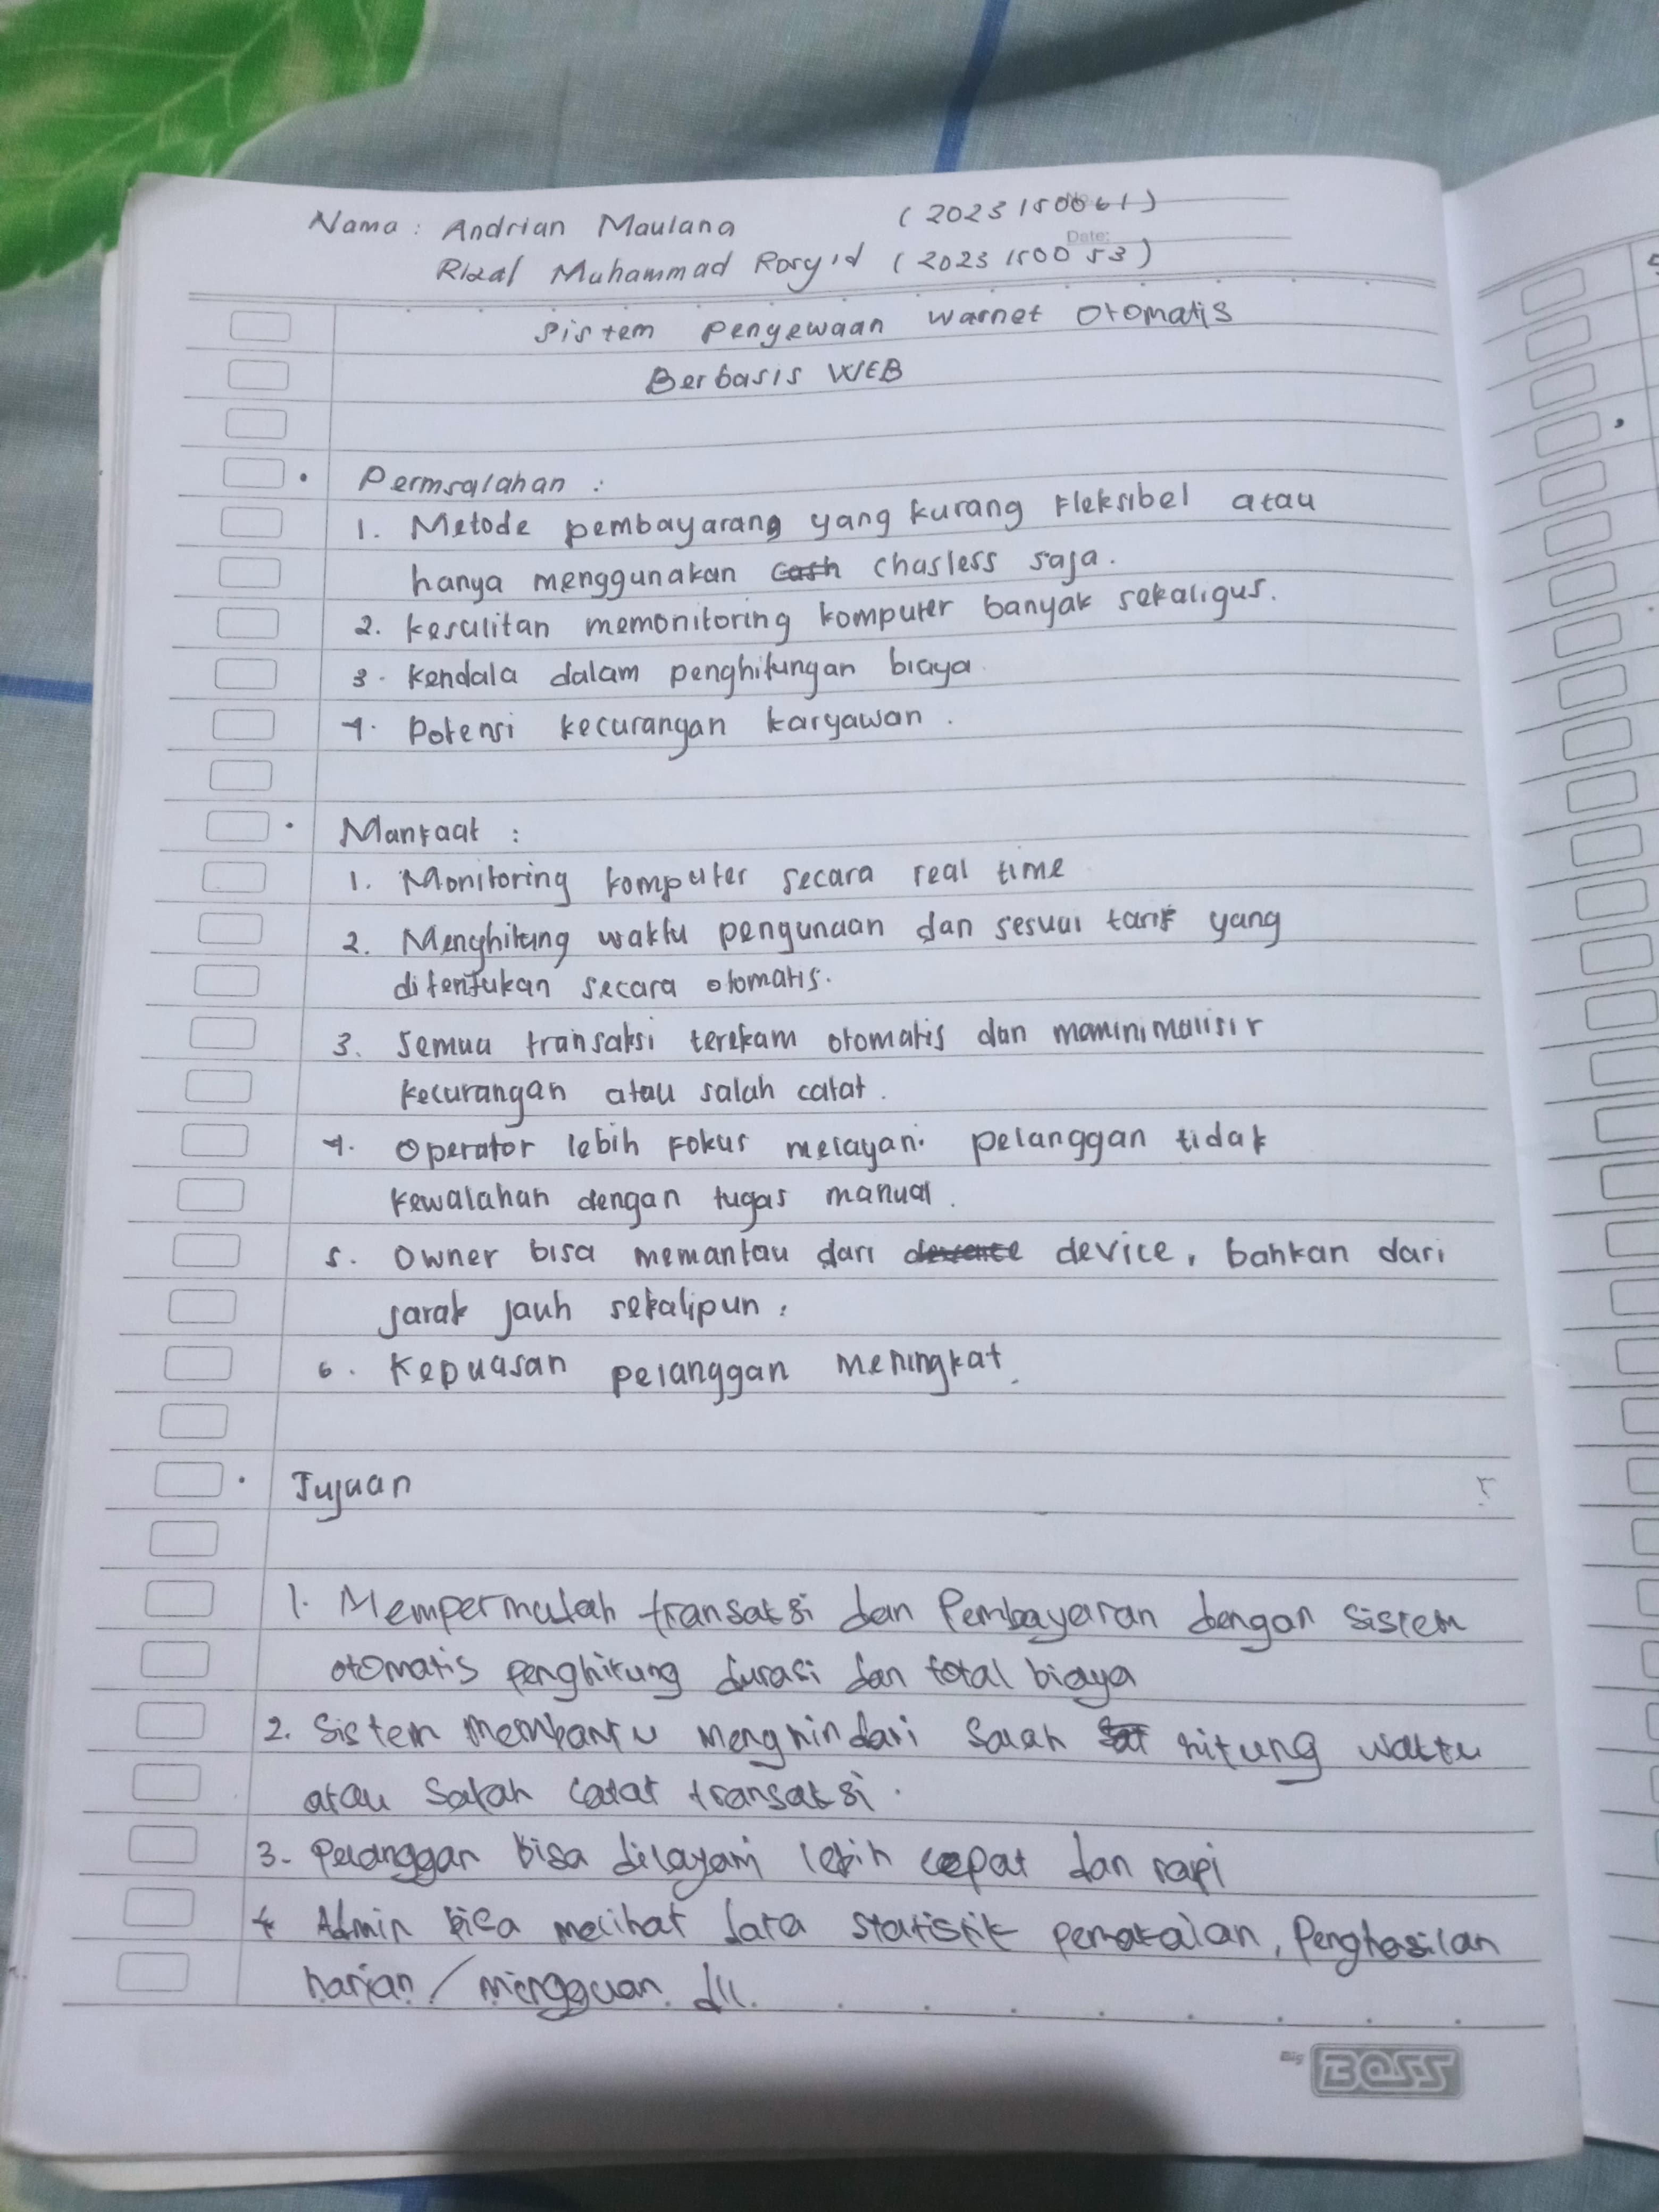 Nama : Andrian Maulana (2023150061)
No
Date:
Rizal Muhammad Rosyid (2023150053)
Sistem Penyewaan Warnet Otomatis
Berbasis WEB
• Permsalahan :
1. Metode pembayarang yang kurang Fleksibel atau
hanya menggunakan cash chasless saja.
2. kesulitan memonitoring komputer banyak sekaligus.
3. kendala dalam penghitungan biaya.
4. Potensi kecurangan karyawan.
• Manfaat :
1. Monitoring komputer secara real time
2. Menghitung waktu pengunaan dan sesuai tarif yang
ditentukan secara otomatis.
3. Semua transaksi terekam otomatis dan meminimalisir
kecurangan atau salah catat.
4. Operator lebih Fokus melayani pelanggan tidak
kewalahan dengan tugas manual.
5. Owner bisa memantau dari device, bahkan dari
jarak jauh sekalipun.
6. Kepuasan pelanggan meningkat.
• Tujuan
1. Mempermudah transaksi dan Pembayaran dengan sistem
otomatis penghitung durasi dan total biaya
2. Sistem membantu menghindari Salah hitung waktu
atau Salah catat transaksi.
3. Pelanggan bisa dilayani lebih cepat dan rapi
4 Admin bisa melihat data statistik pemakaian, Penghasilan
harian/mingguan. dll.
Big BOSS